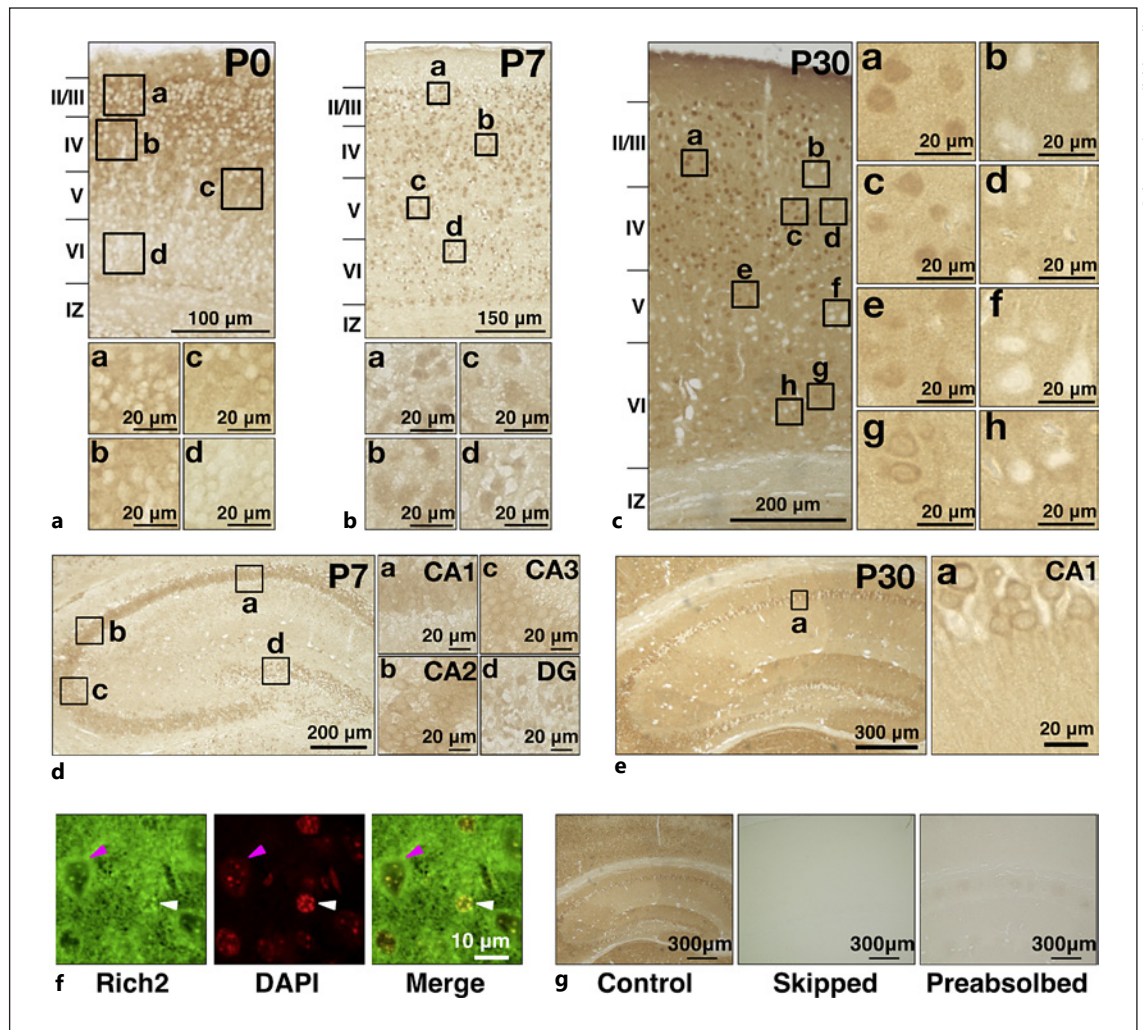 P0
II/III
a
IV
b
c
V
VI
d
IZ
100 µm
a
20 µm
c
20 µm
b
20 µm
d
20 µm
a
P7
a
II/III
b
IV
c
V
d
VI
IZ
150 µm
a
20 µm
c
20 µm
b
20 µm
d
20 µm
b
P30
II/III
a
b
IV
c
d
e
V
f
g
h
VI
IZ
200 µm
a
20 µm
b
20 µm
c
20 µm
d
20 µm
e
20 µm
f
20 µm
g
20 µm
h
20 µm
c
P7
a
b
d
c
200 µm
a CA1
20 µm
c CA3
20 µm
b CA2
20 µm
d DG
20 µm
d
P30
a
300 µm
a CA1
20 µm
e
10 µm
f Rich2 DAPI Merge
300µm
300µm
300µm
g Control Skipped Preabsolbed